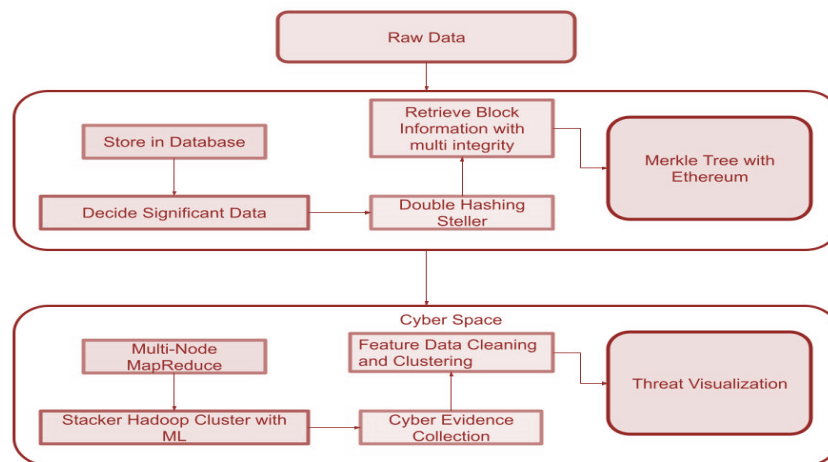 Raw Data
Store in Database
Decide Significant Data
Double Hashing
Steller
Retrieve Block
Information with
multi integrity
Merkle Tree with
Ethereum
Cyber Space
Multi-Node
MapReduce
Stacker Hadoop Cluster with
ML
Cyber Evidence
Collection
Feature Data Cleaning
and Clustering
Threat Visualization